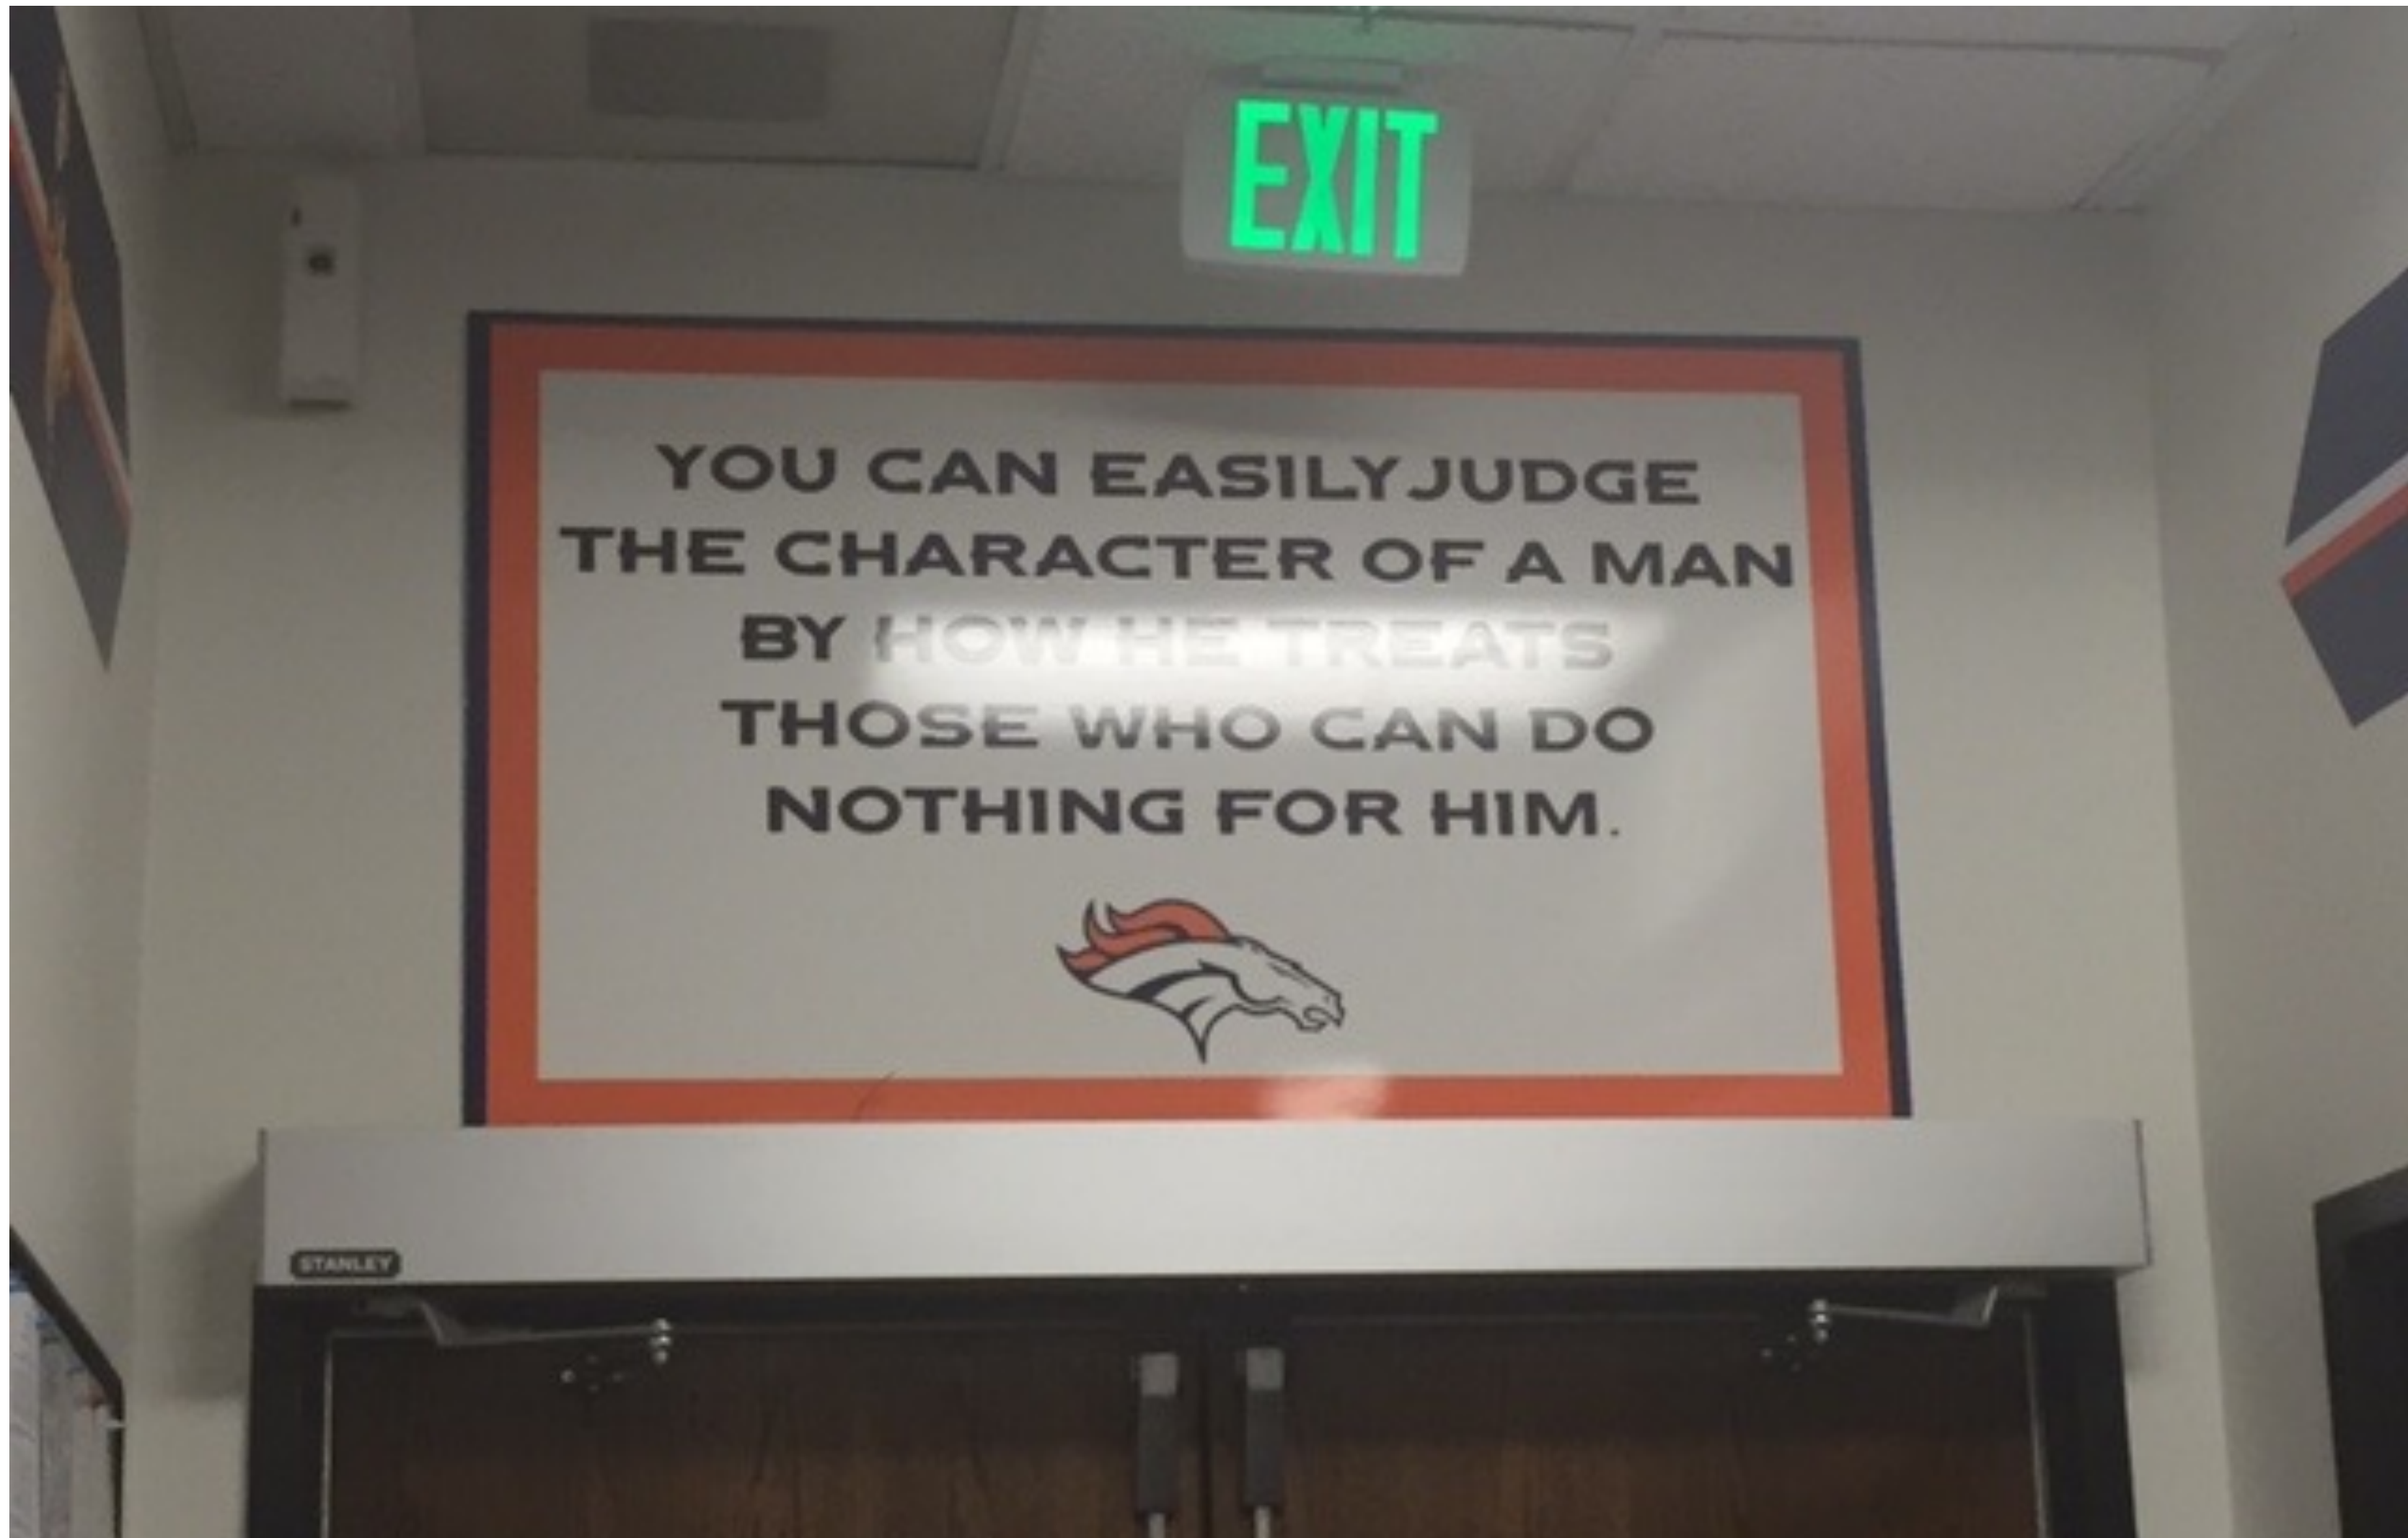 EXIT
YOU CAN EASILY JUDGE
THE CHARACTER OF A MAN
BY HOW HE TREATS
THOSE WHO CAN DO
NOTHING FOR HIM.
STANLEY